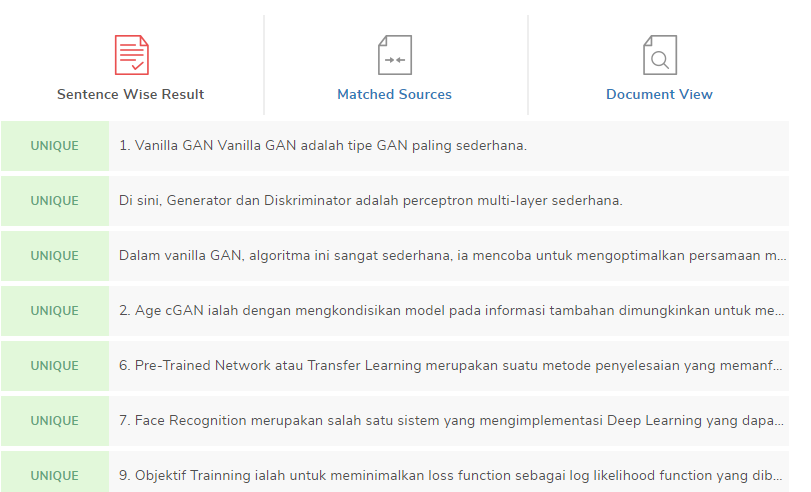 Sentence Wise Result
Matched Sources
Document View
UNIQUE 1. Vanilla GAN Vanilla GAN adalah tipe GAN paling sederhana.
UNIQUE Di sini, Generator dan Diskriminator adalah perceptron multi-layer sederhana.
UNIQUE Dalam vanilla GAN, algoritma ini sangat sederhana, ia mencoba untuk mengoptimalkan persamaan m...
UNIQUE 2. Age cGAN ialah dengan mengkondisikan model pada informasi tambahan dimungkinkan untuk me...
UNIQUE 6. Pre-Trained Network atau Transfer Learning merupakan suatu metode penyelesaian yang memanf...
UNIQUE 7. Face Recognition merupakan salah satu sistem yang mengimplementasi Deep Learning yang dapa...
UNIQUE 9. Objektif Trainning ialah untuk meminimalkan loss function sebagai log likelihood function yang dib...